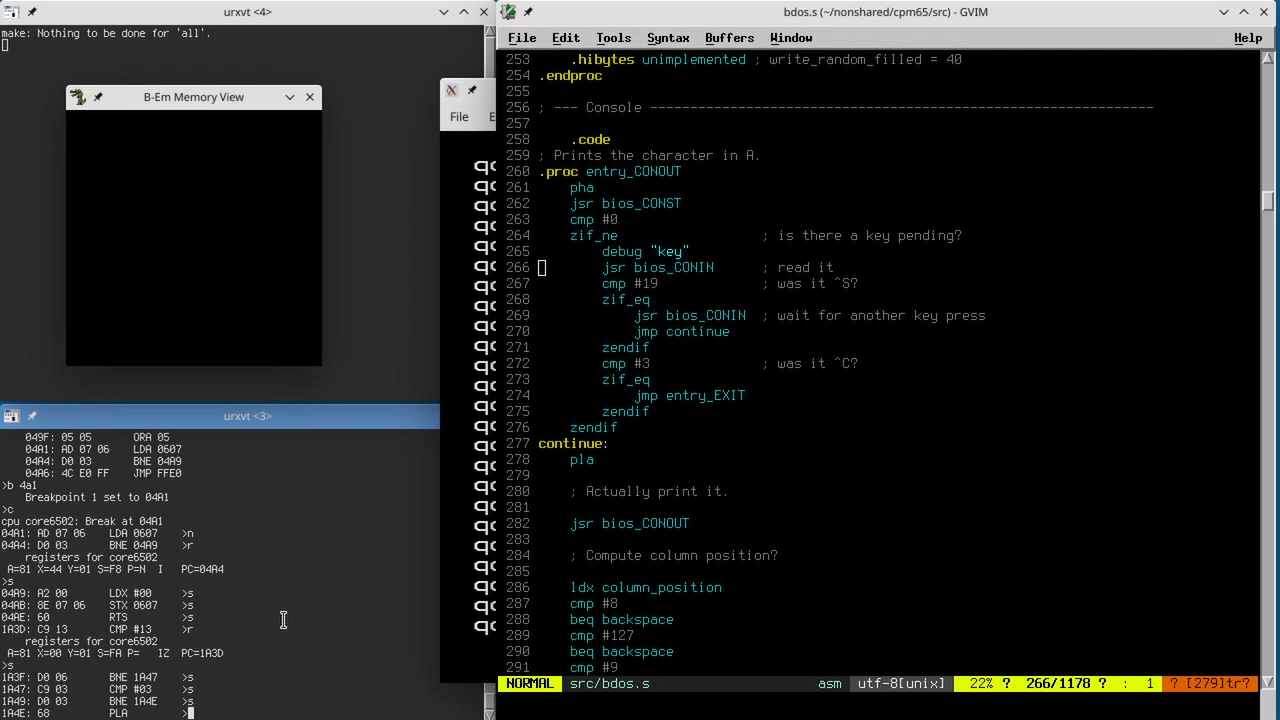 urxvt <4>
make: Nothing to be done for 'all'.
B-Em Memory View
File
urxvt <3>
049F: 05 05      ORA 05
04A1: AD 07 06   LDA 0607
04A4: D0 03      BNE 04A9
04A6: 4C E0 FF   JMP FFE0
>b 4a1
Breakpoint 1 set to 04A1
>c
cpu core6502: Break at 04A1
04A1: AD 07 06   LDA 0607     >n
04A4: D0 03      BNE 04A9     >r
registers for core6502
A=81 X=44 Y=01 S=F8 P=N  I   PC=04A4
>s
04A9: A2 00      LDX #00      >s
04AB: 8E 07 06   STX 0607     >s
04AE: 60         RTS          >s
1A3D: C9 13      CMP #13      >r
registers for core6502
A=81 X=00 Y=01 S=FA P=   IZ  PC=1A3D
>s
1A3F: D0 06      BNE 1A47     >s
1A47: C9 03      CMP #03      >s
1A49: D0 03      BNE 1A4E     >s
1A4E: 68         PLA          >
bdos.s (~/nonshared/cpm65/src) - GVIM
File Edit Tools Syntax Buffers Window Help
253     .hibytes unimplemented ; write_random_filled = 40
254 .endproc
255
256 ; --- Console ---------------------------------------------------------------
257
258     .code
259 ; Prints the character in A.
260 .proc entry_CONOUT
261     pha
262     jsr bios_CONST
263     cmp #0
264     zif_ne                  ; is there a key pending?
265         debug "key"
266         jsr bios_CONIN      ; read it
267         cmp #19             ; was it ^S?
268         zif_eq
269             jsr bios_CONIN  ; wait for another key press
270             jmp continue
271         zendif
272         cmp #3              ; was it ^C?
273         zif_eq
274             jmp entry_EXIT
275         zendif
276     zendif
277 continue:
278     pla
279
280     ; Actually print it.
281
282     jsr bios_CONOUT
283
284     ; Compute column position?
285
286     ldx column_position
287     cmp #8
288     beq backspace
289     cmp #127
290     beq backspace
291     cmp #9
NORMAL src/bdos.s asm utf-8[unix] 22% ? 266/1178 ? : 1 ? [279]tr?